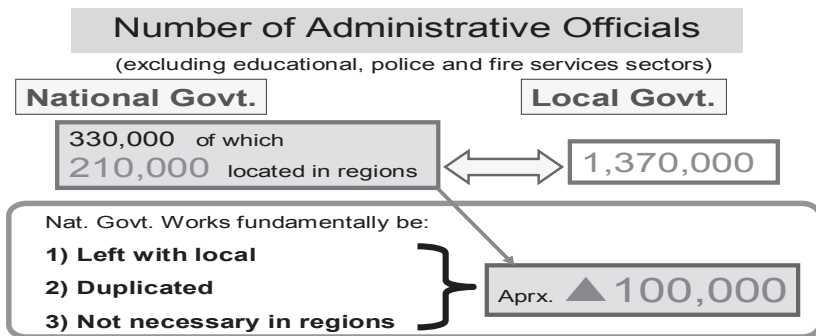 Number of Administrative Officials
(excluding educational, police and fire services sectors)
National Govt.
Local Govt.
330,000 of which
210,000 located in regions
1,370,000
Nat. Govt. Works fundamentally be:
1) Left with local
2) Duplicated
3) Not necessary in regions
Aprx. ▲100,000